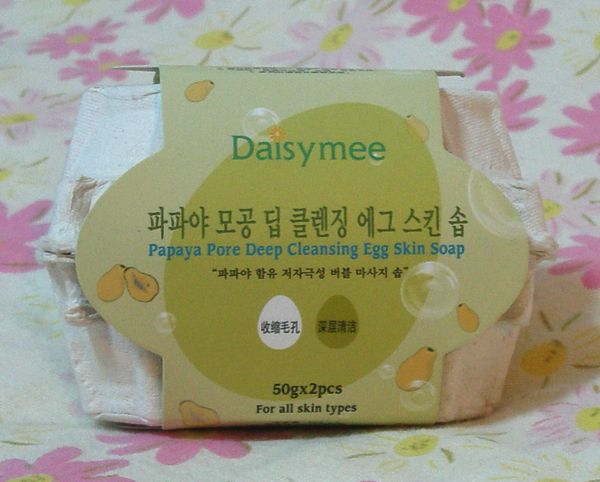 Daisymee
파파야 모공 딥 클렌징 에그 스킨 솝
Papaya Pore Deep Cleansing Egg Skin Soap
"파파야 함유 저자극성 버블 마사지 솝"
收缩毛孔
深层清洁
50gx2pcs
For all skin types